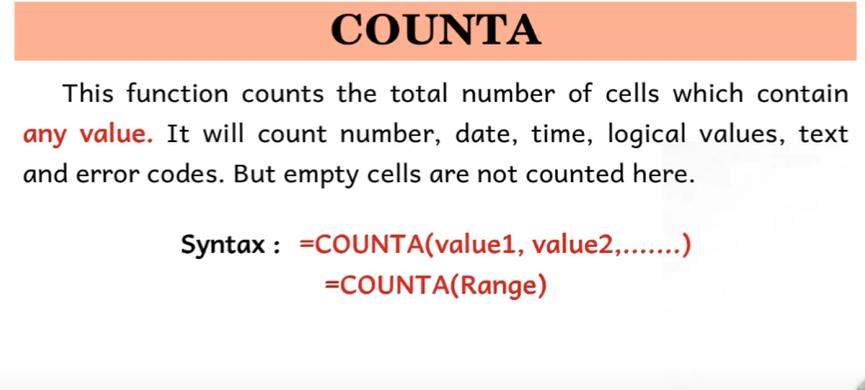 COUNTA
This function counts the total number of cells which contain
any value. It will count number, date, time, logical values, text
and error codes. But empty cells are not counted here.
Syntax : =COUNTA(value1, value2,.......)
=COUNTA(Range)